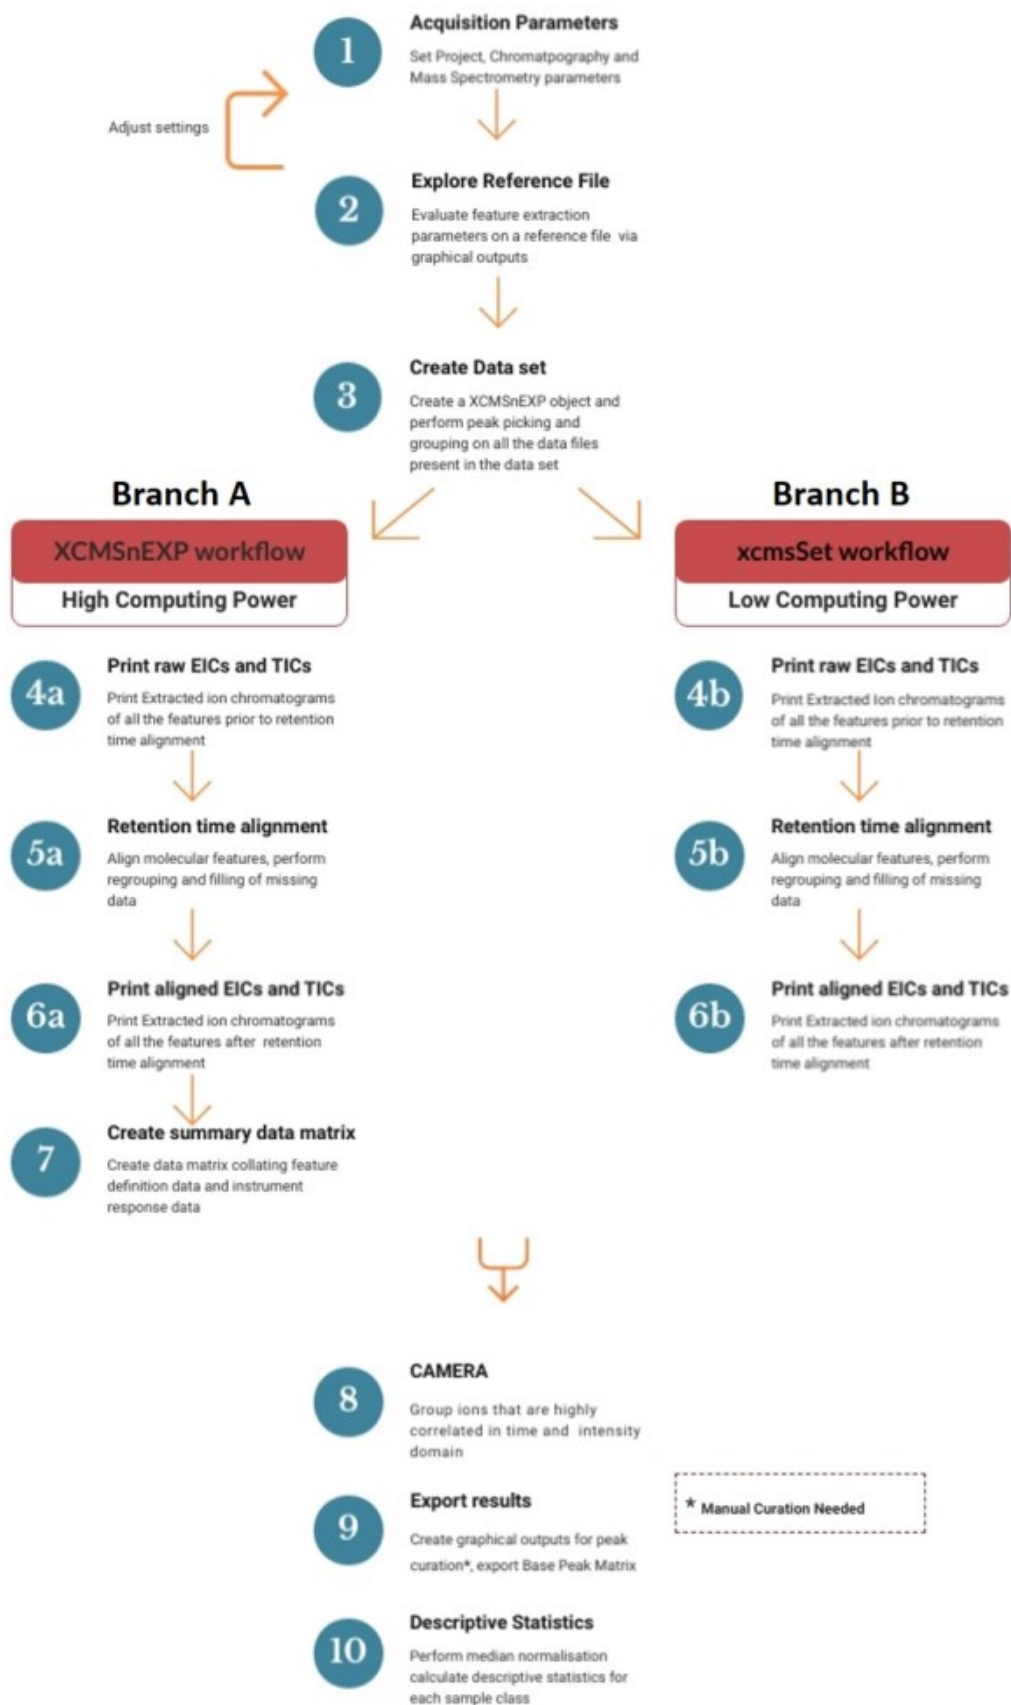 1
Acquisition Parameters
Set Project, Chromatpography and
Mass Spectrometry parameters
Adjust settings
2
Explore Reference File
Evaluate feature extraction
parameters on a reference file via
graphical outputs
3
Create Data set
Create a XCMSnEXP object and
perform peak picking and
grouping on all the data files
present in the data set
Branch A
XCMSnEXP workflow
High Computing Power
4a
Print raw EICs and TICs
Print Extracted ion chromatograms
of all the features prior to retention
time alignment
5a
Retention time alignment
Align molecular features, perform
regrouping and filling of missing
data
6a
Print aligned EICs and TICs
Print Extracted ion chromatograms
of all the features after retention
time alignment
7
Create summary data matrix
Create data matrix collating feature
definition data and instrument
response data
Branch B
xcmsSet workflow
Low Computing Power
4b
Print raw EICs and TICs
Print Extracted Ion chromatograms
of all the features prior to retention
time alignment
5b
Retention time alignment
Align molecular features, perform
regrouping and filling of missing
data
6b
Print aligned EICs and TICs
Print Extracted ion chromatograms
of all the features after retention
time alignment
8
CAMERA
Group ions that are highly
correlated in time and intensity
domain
9
Export results
Create graphical outputs for peak
curation*, export Base Peak Matrix
* Manual Curation Needed
10
Descriptive Statistics
Perform median normalisation
calculate descriptive statistics for
each sample class